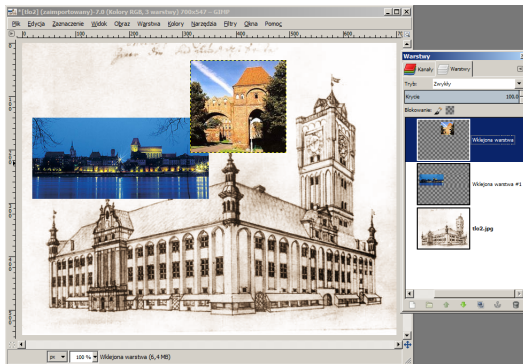 *[tlo2] (zaimportowany)-7.0 (Kolory RGB, 3 warstwy) 700x547 – GIMP
Plik Edycja Zaznaczenie Widok Obraz Warstwa Kolory Narzędzia Filtry Okna Pomoc
Warstwy
Kanały Warstwy
Tryb: Zwykły
Krycie 100.0
Blokowanie:
Wklejona warstwa
Wklejona warstwa #1
tlo2.jpg
px 100 % Wklejona warstwa (6,4 MB)